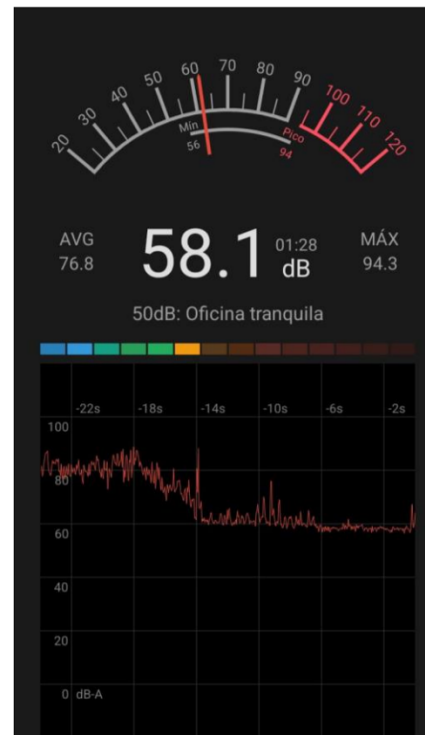 20 30 40 50 60 70 80 90 100 110 120
Mín Pico
56 94
AVG 58.1 01:28 MÁX
76.8 dB 94.3
50dB: Oficina tranquila
-22s -18s -14s -10s -6s -2s
100
80
60
40
20
0 dB-A